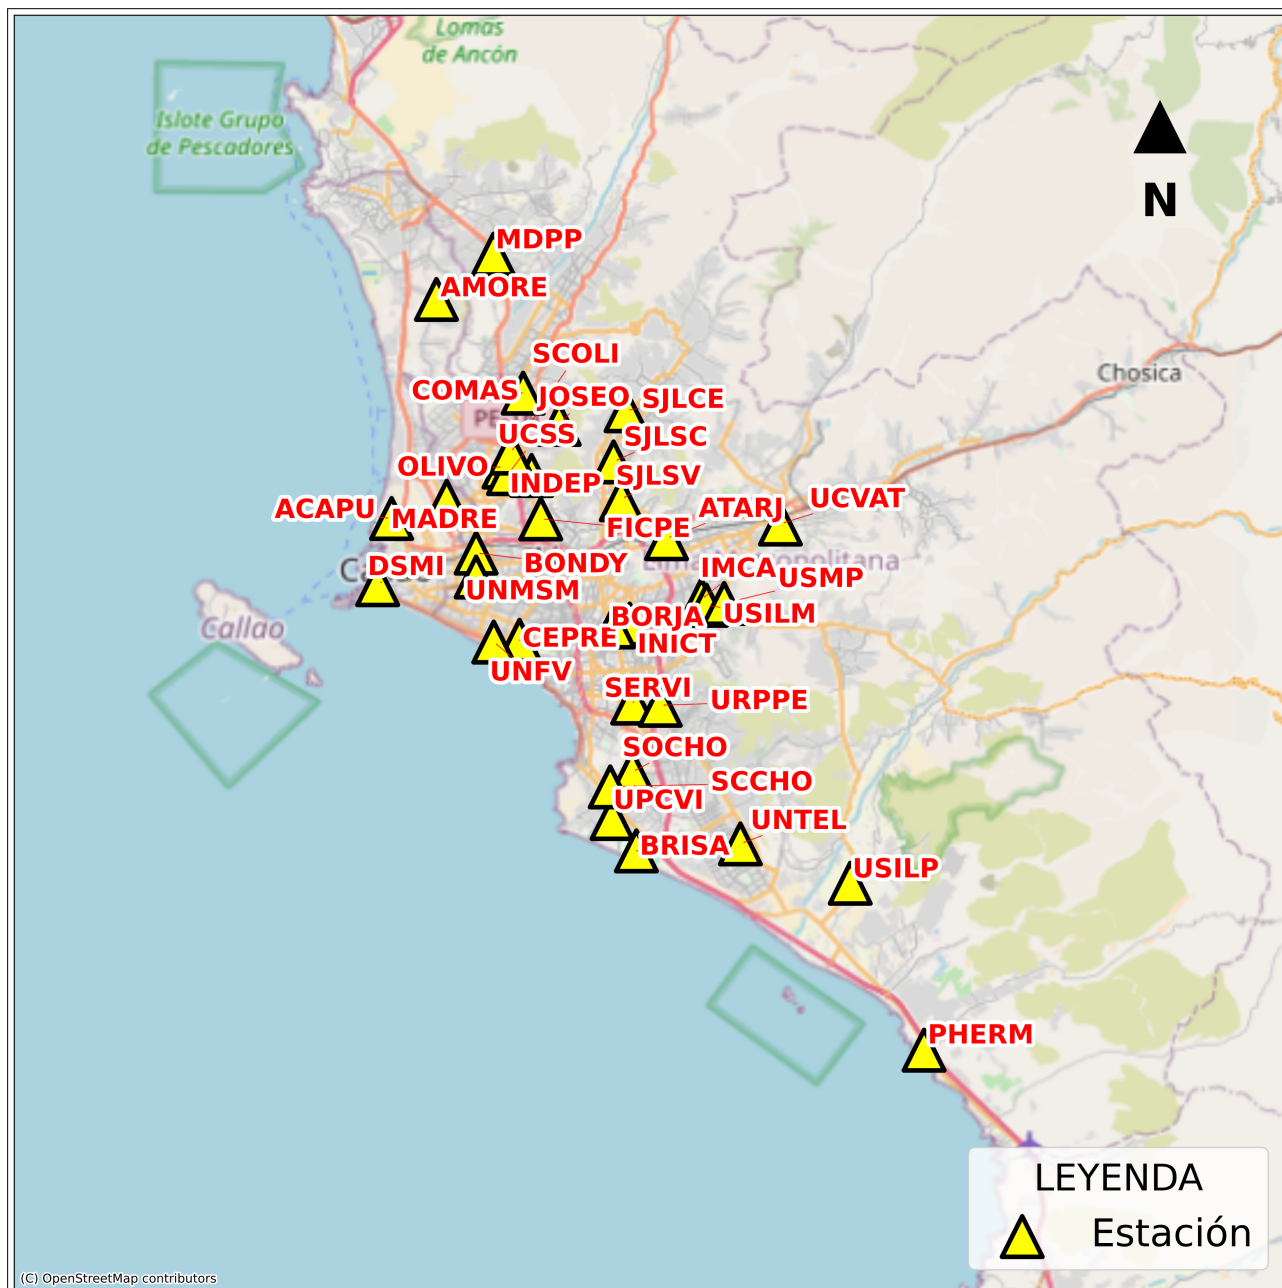 Lomas
de Ancón
Islote Grupo
de Pescadores
N
MDPP
AMORE
SCOLI
Chosica
COMAS
JOSEO
SJLCE
UCSS
SJLSC
OLIVO
INDEP
SJLSV
ACAPU
MADRE
ATARJ
UCVAT
FICPE
DSMI
BONDY
IMCA
USMP
UNMSM
BORJA
USILM
Callao
CEPRE
INICT
UNFV
SERVI
URPPE
SOCHO
SCCHO
UPCVI
UNTEL
BRISA
USILP
PHERM
LEYENDA
Estación
(C) OpenStreetMap contributors